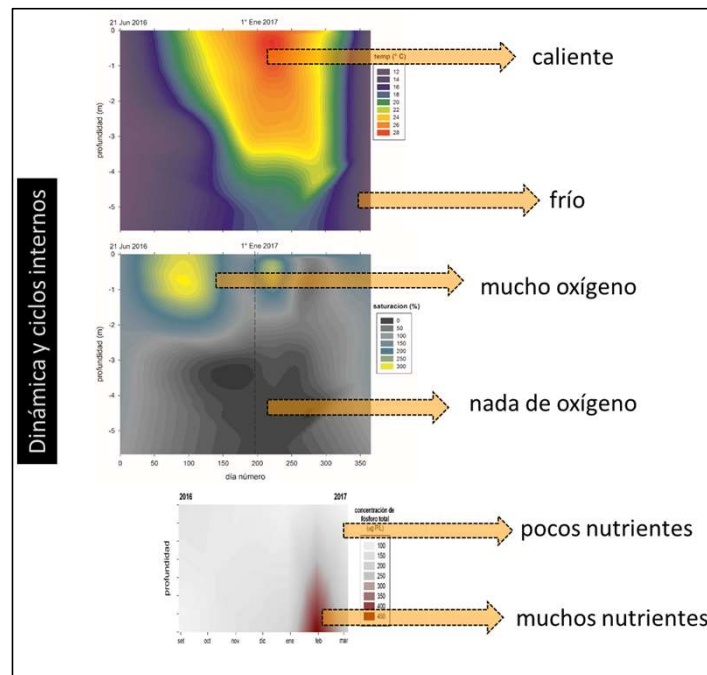 Dinámica y ciclos internos
21 Jun 2016
1° Ene 2017
profundidad (m)
0
-1
-2
-3
-4
-5
temp (° C)
12
14
16
18
20
22
24
26
28
caliente
frío
21 Jun 2016
1° Ene 2017
profundidad (m)
0
-1
-2
-3
-4
-5
0 50 100 150 200 250 300 350
día número
saturacion (%)
0
50
100
150
200
250
300
mucho oxígeno
nada de oxígeno
2016
2017
profundidad
set oct nov dic ene feb mar
concentración de
fósforo total
(ug P/L)
100
150
200
250
300
350
400
450
pocos nutrientes
muchos nutrientes